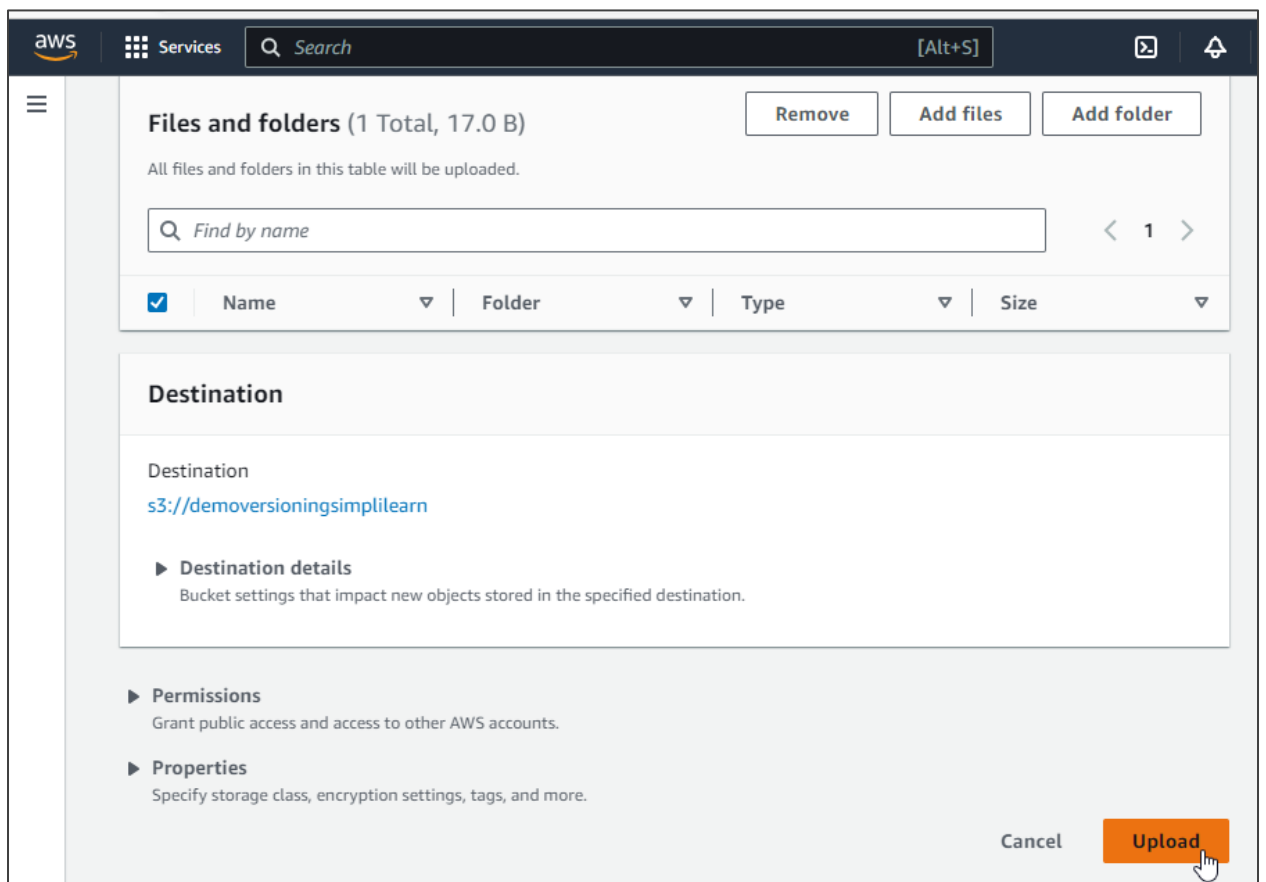 aws Services Search [Alt+S]
Files and folders (1 Total, 17.0 B) Remove Add files Add folder
All files and folders in this table will be uploaded.
Find by name 1
Name Folder Type Size
Destination
Destination
s3://demoversioningsimplilearn
Destination details
Bucket settings that impact new objects stored in the specified destination.
Permissions
Grant public access and access to other AWS accounts.
Properties
Specify storage class, encryption settings, tags, and more.
Cancel Upload